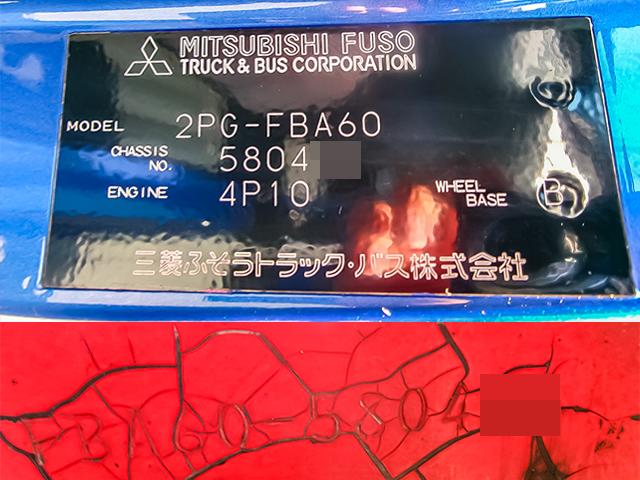 MITSUBISHI FUSO
TRUCK & BUS CORPORATION
MODEL 2PG-FBA60
CHASSIS NO. 5804
ENGINE 4P10 WHEEL BASE B
三菱ふそうトラック・バス株式会社
FBA60-5804